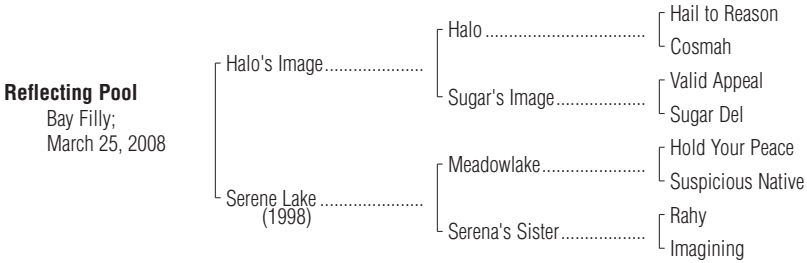 Hail to Reason
Halo ................................
Cosmah
Halo's Image....................
Valid Appeal
Sugar's Image..................
Sugar Del
Reflecting Pool
Bay Filly;
March 25, 2008
Hold Your Peace
Meadowlake.....................
Suspicious Native
Serene Lake .....................
(1998)
Rahy
Serena's Sister.................
Imagining